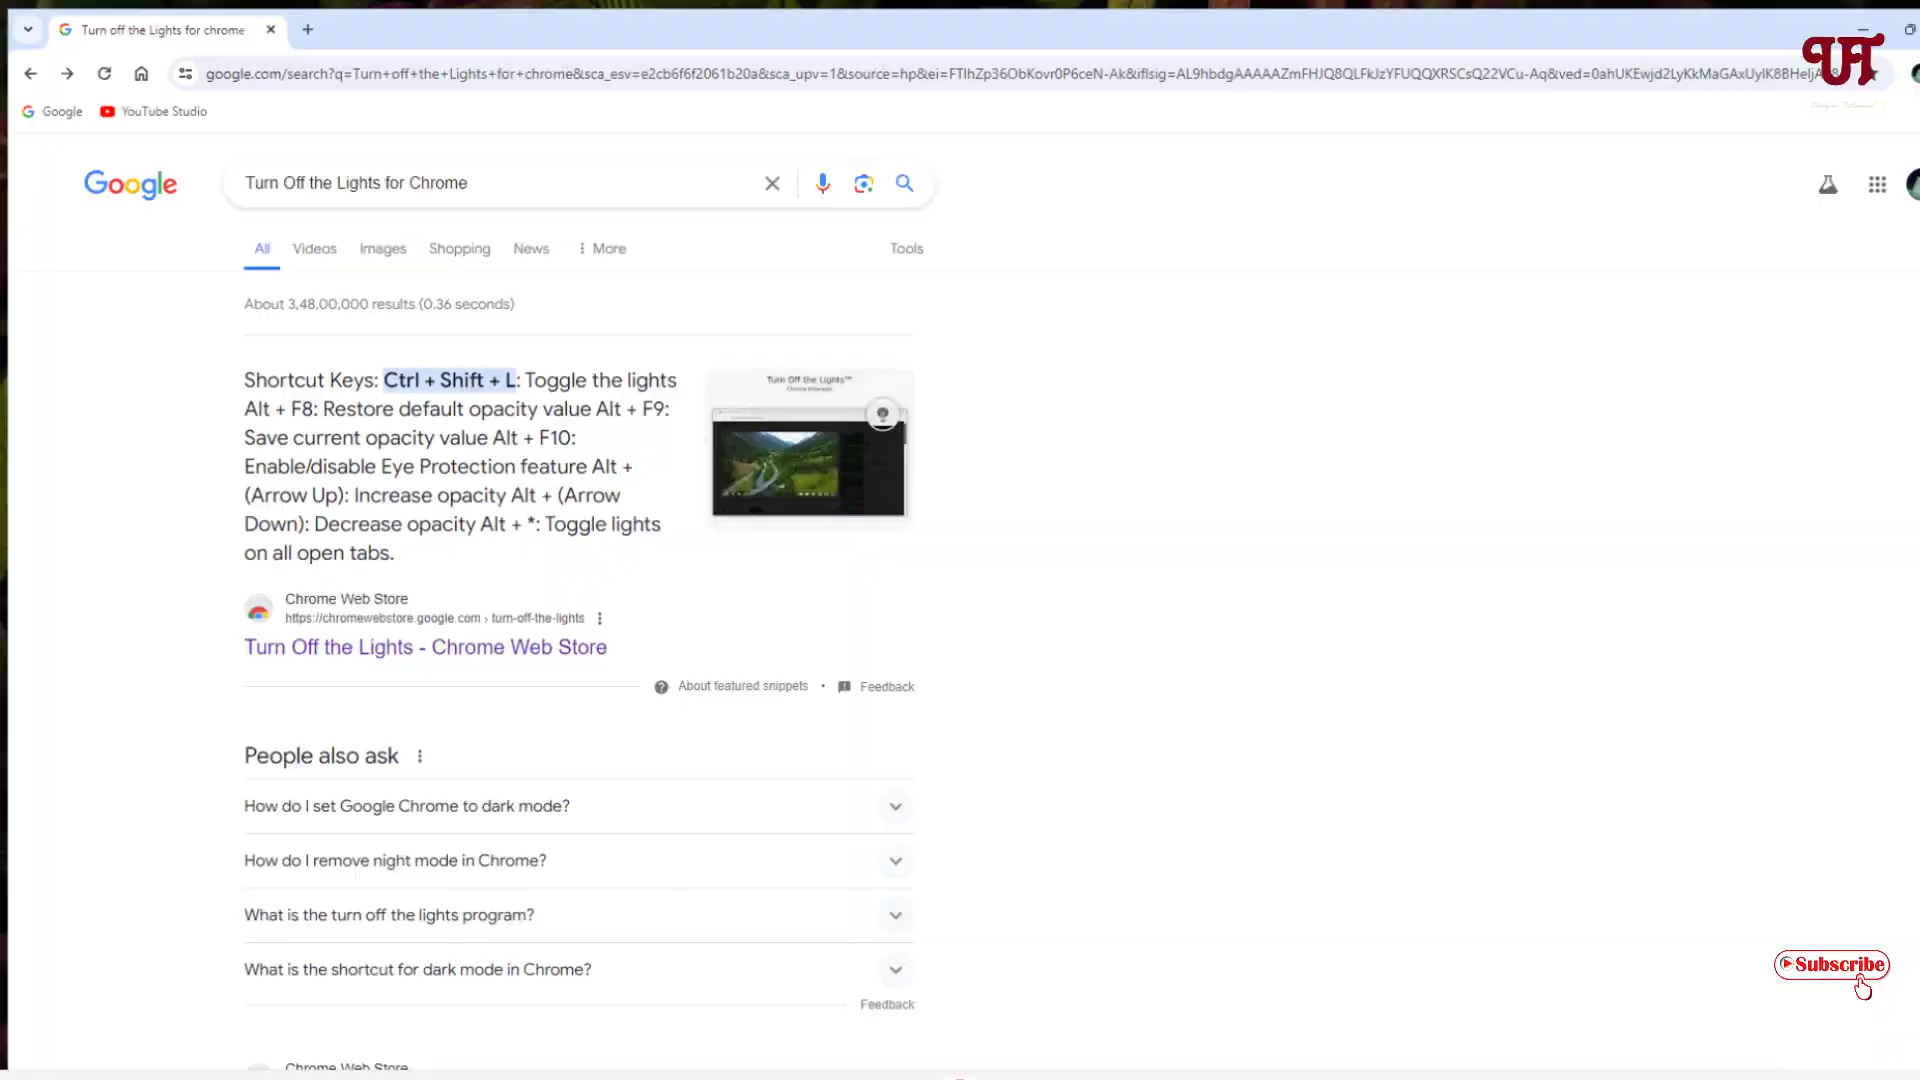 Turn off the Lights for chrome
google.com/search?q=Turn+off+the+Lights+for+chrome&sca_esv=e2cb6f6f2061b20a&sca_upv=1&source=hp&ei=FTlhZp36ObKovr0P6ceN-Ak&iflsig=AL9hbdgAAAAAZmFHJQ8QLFkJzYFUQQXRSCsQ22VCu-Aq&ved=0ahUKEwjd2LyKkMaGAxUylK8BHeIjA
Google YouTube Studio
Google
Turn Off the Lights for Chrome
All Videos Images Shopping News More Tools
About 3,48,00,000 results (0.36 seconds)
Shortcut Keys: Ctrl + Shift + L: Toggle the lights
Alt + F8: Restore default opacity value Alt + F9:
Save current opacity value Alt + F10:
Enable/disable Eye Protection feature Alt +
(Arrow Up): Increase opacity Alt + (Arrow
Down): Decrease opacity Alt + *: Toggle lights
on all open tabs.
Turn Off the Lights™
Chrome Extension
Chrome Web Store
https://chromewebstore.google.com › turn-off-the-lights
Turn Off the Lights - Chrome Web Store
About featured snippets • Feedback
People also ask
How do I set Google Chrome to dark mode?
How do I remove night mode in Chrome?
What is the turn off the lights program?
What is the shortcut for dark mode in Chrome?
Feedback
Chrome Web Store
Subscribe